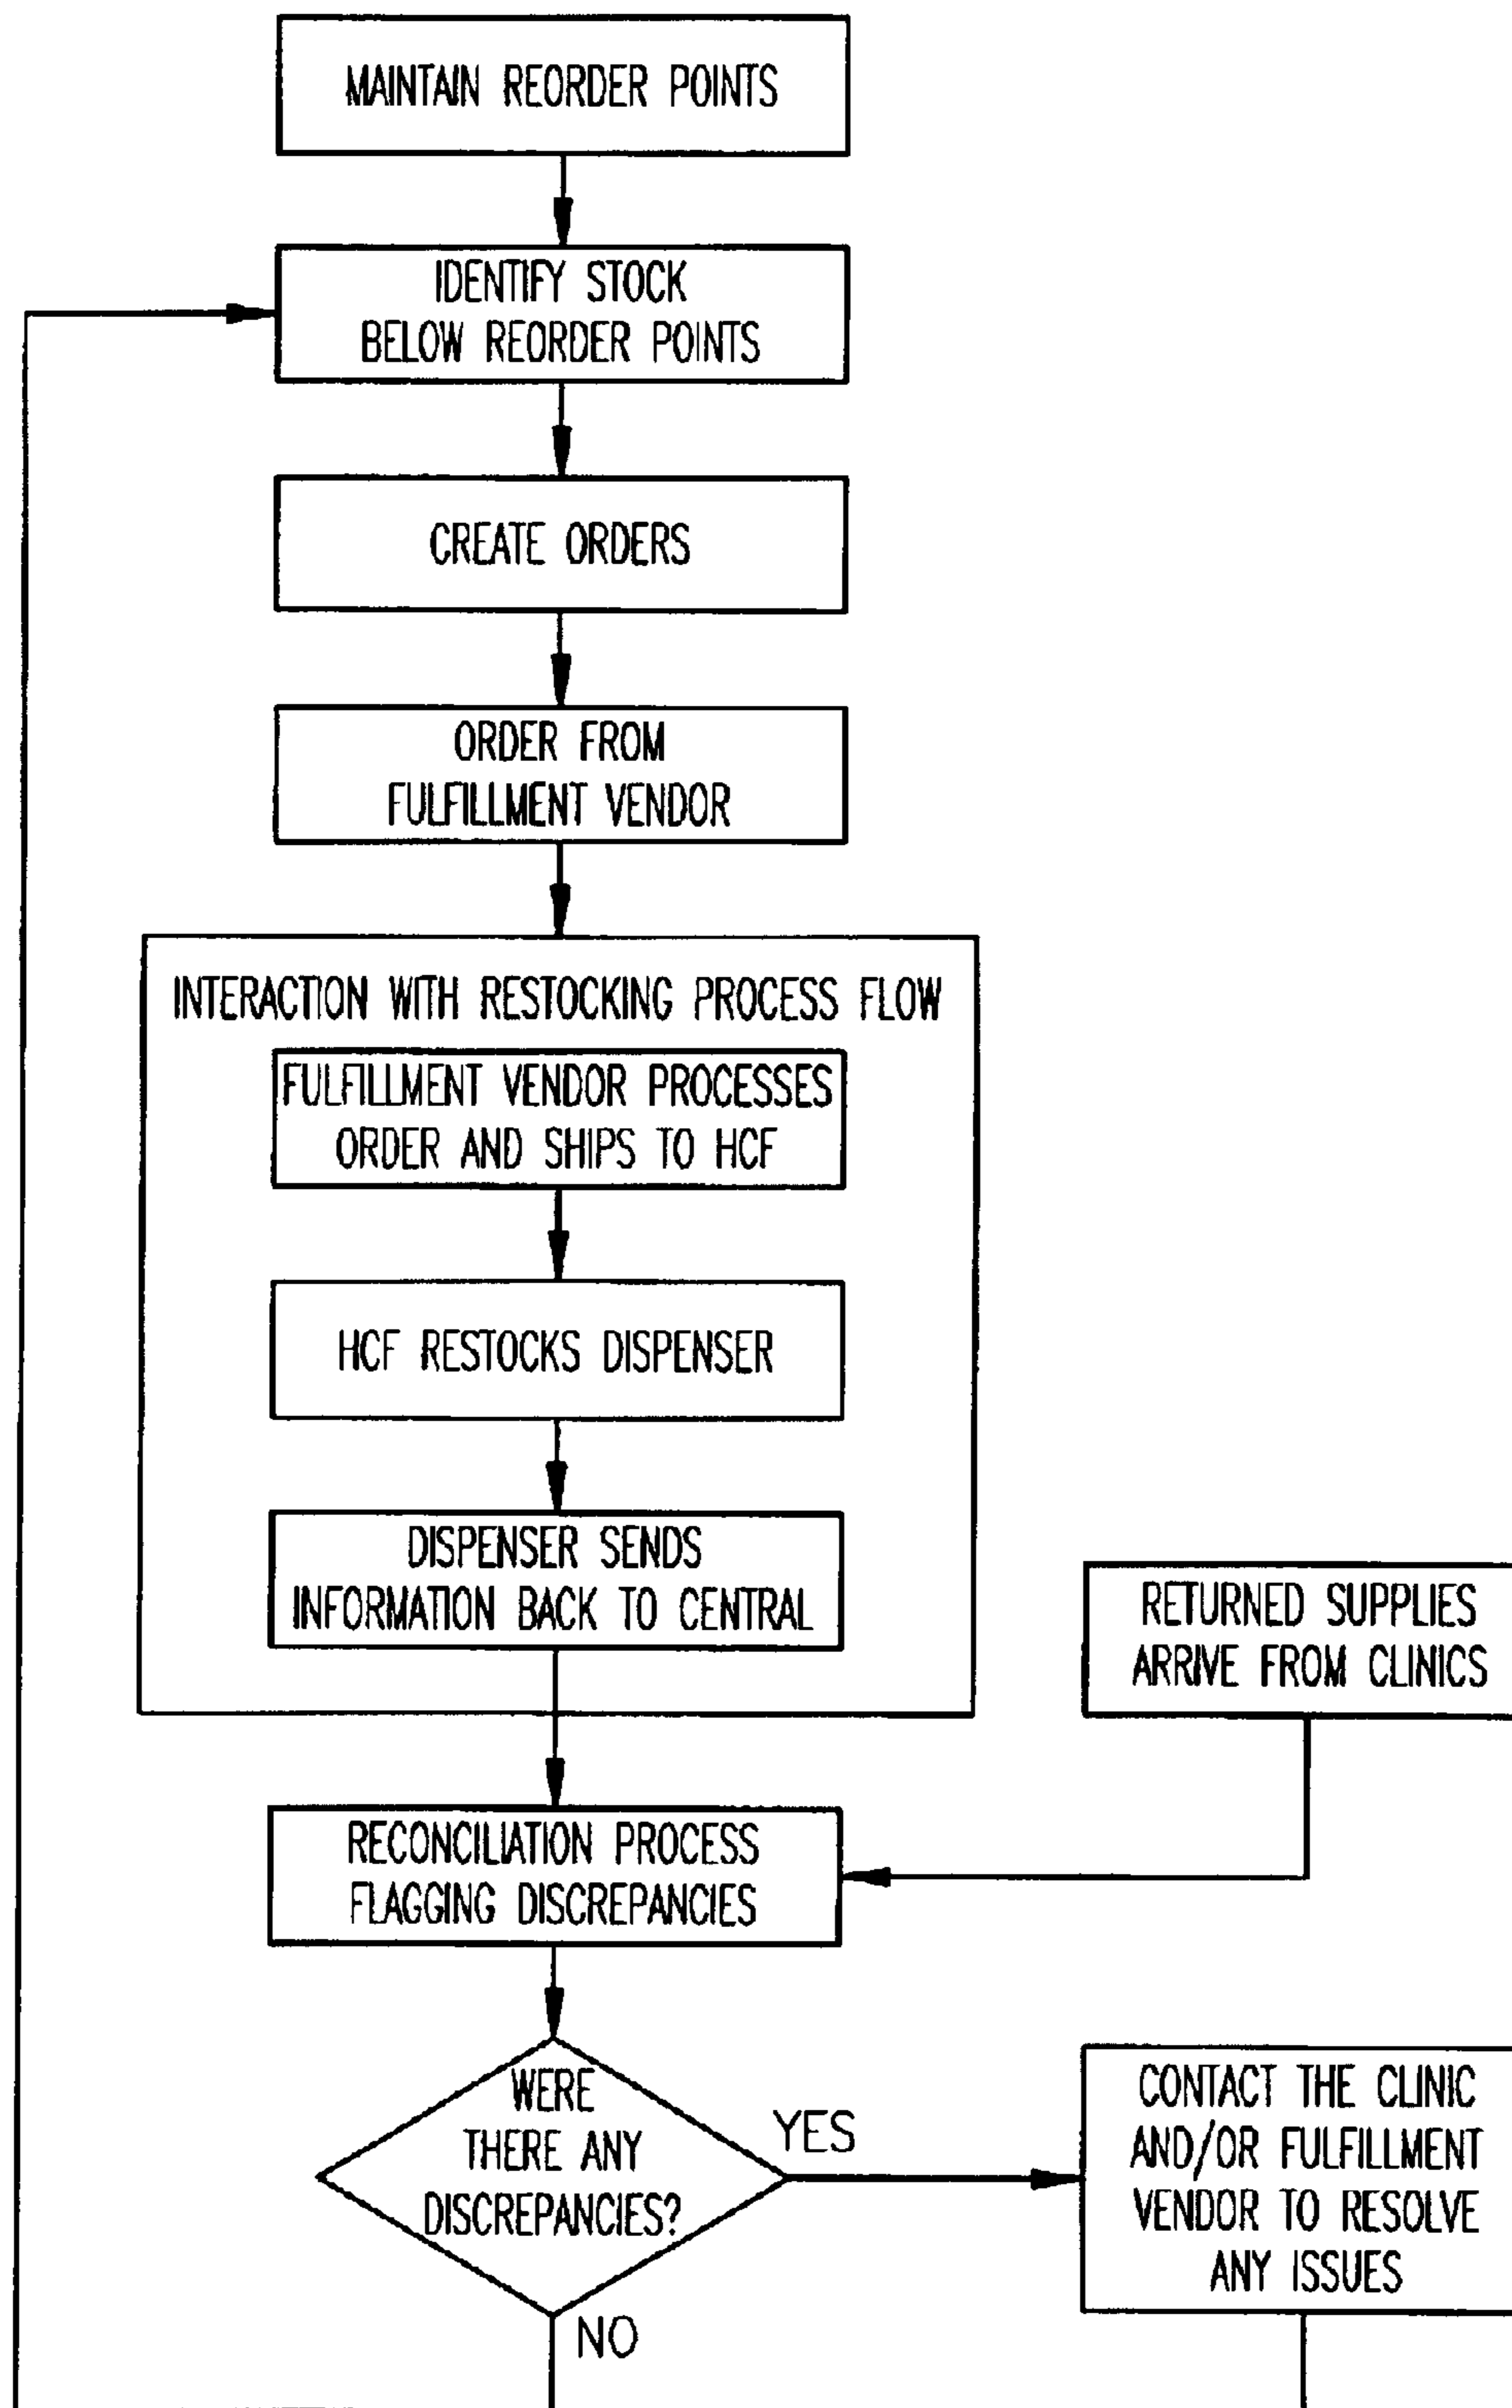 MAINTAIN REORDER POINTS
IDENTIFY STOCK
BELOW REORDER POINTS
CREATE ORDERS
ORDER FROM
FULFILLMENT VENDOR
INTERACTION WITH RESTOCKING PROCESS FLOW
FULFILLMENT VENDOR PROCESSES
ORDER AND SHIPS TO HCF
HCF RESTOCKS DISPENSER
DISPENSER SENDS
INFORMATION BACK TO CENTRAL
RETURNED SUPPLIES
ARRIVE FROM CLINICS
RECONCILIATION PROCESS
FLAGGING DISCREPANCIES
WERE
THERE ANY
DISCREPANCIES?
YES
CONTACT THE CLINIC
AND/OR FULFILLMENT
VENDOR TO RESOLVE
ANY ISSUES
NO